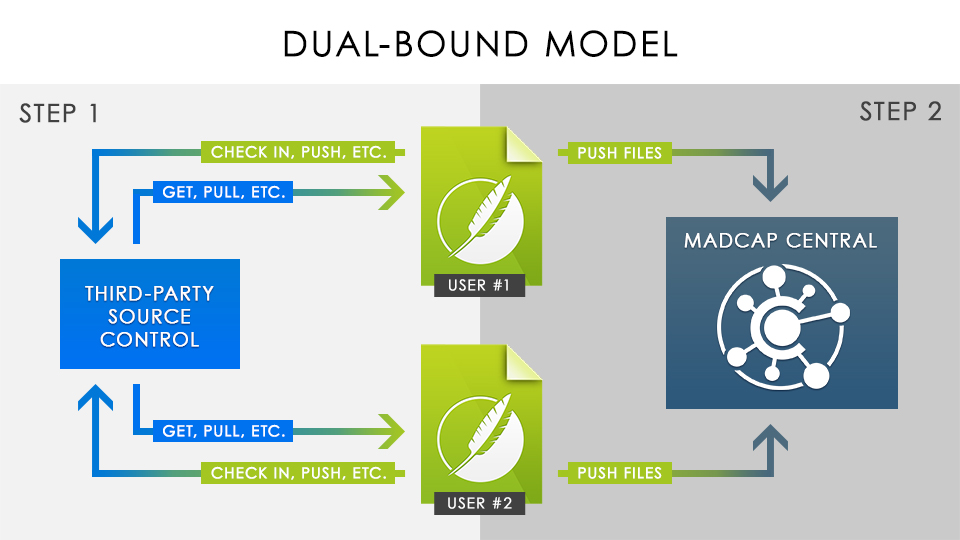 DUAL-BOUND MODEL
STEP 1
STEP 2
CHECK IN, PUSH, ETC.
PUSH FILES
GET, PULL, ETC.
MADCAP CENTRAL
USER #1
THIRD-PARTY
SOURCE
CONTROL
GET, PULL, ETC.
CHECK IN, PUSH, ETC.
PUSH FILES
USER #2